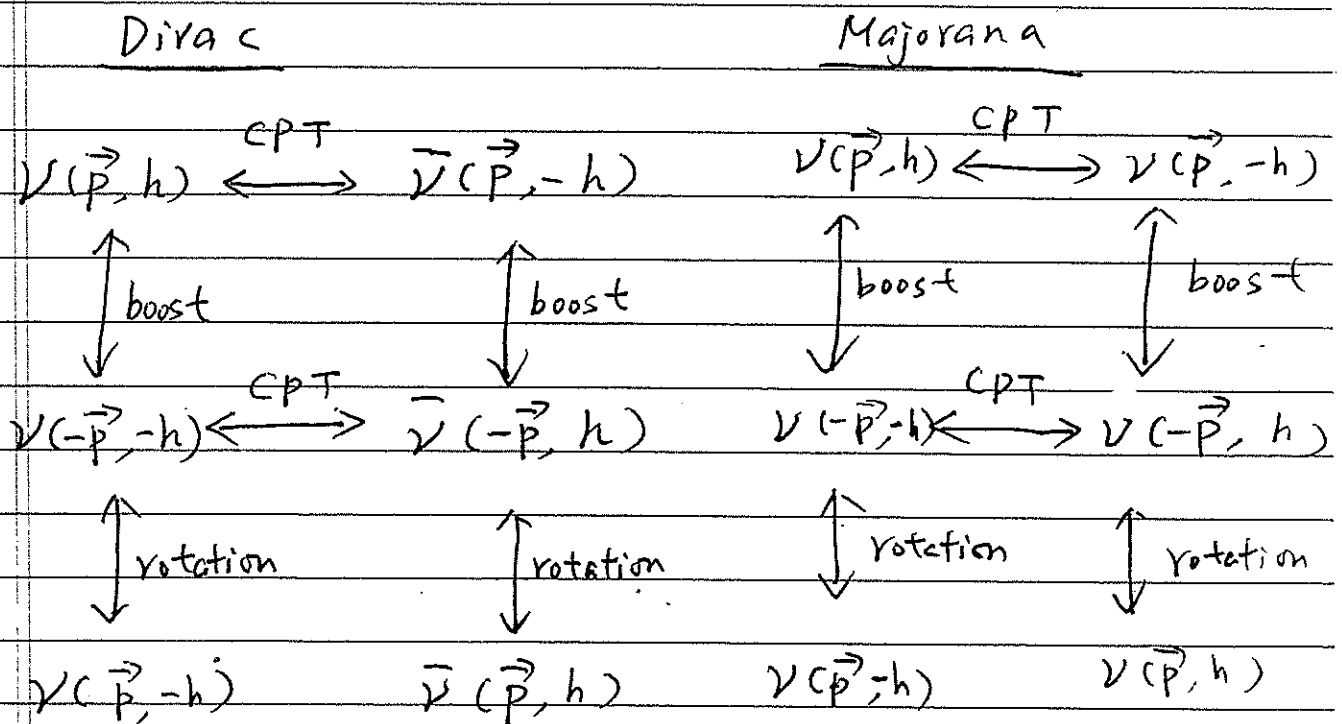 Dirac Majorana
CPT CPT
ν(p⃗, h) ⟷ ν̄(p⃗, -h) ν(p⃗, h) ⟷ ν(p⃗, -h)
boost boost boost boost
CPT CPT
ν(-p⃗, -h) ⟷ ν̄(-p⃗, h) ν(-p⃗, -h) ⟷ ν(-p⃗, h)
rotation rotation rotation rotation
ν(p⃗, -h) ν̄(p⃗, h) ν(p⃗, -h) ν(p⃗, h)